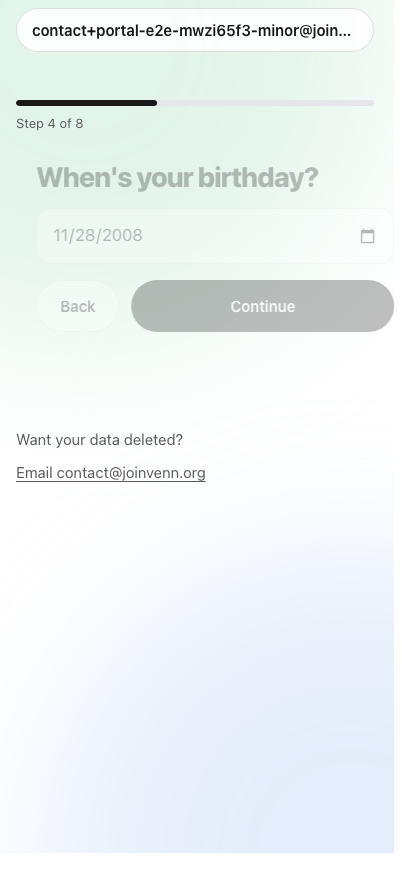 contact+portal-e2e-mwzi65f3-minor@join...
Step 4 of 8
When's your birthday?
11/28/2008
Back
Continue
Want your data deleted?
Email contact@joinvenn.org